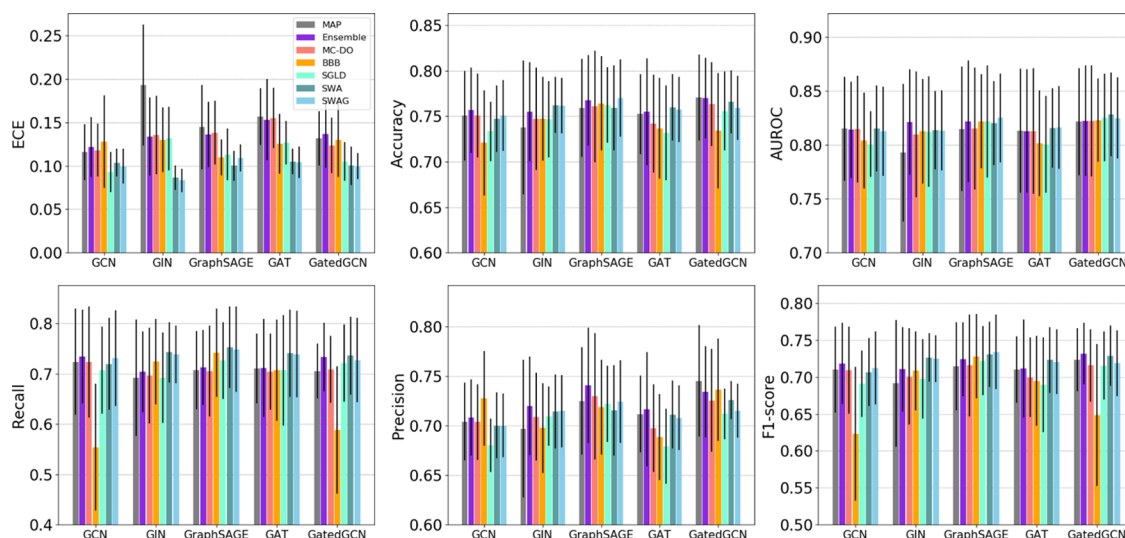 ECE
0.25
0.20
0.15
0.10
0.05
0.00
MAP
Ensemble
MC-DO
BBB
SGLD
SWA
SWAG
GCN GIN GraphSAGE GAT GatedGCN
Accuracy
0.85
0.80
0.75
0.70
0.65
0.60
GCN GIN GraphSAGE GAT GatedGCN
AUROC
0.90
0.85
0.80
0.75
0.70
GCN GIN GraphSAGE GAT GatedGCN
Recall
0.8
0.7
0.6
0.5
0.4
GCN GIN GraphSAGE GAT GatedGCN
Precision
0.80
0.75
0.70
0.65
0.60
GCN GIN GraphSAGE GAT GatedGCN
F1-score
0.80
0.75
0.70
0.65
0.60
0.55
0.50
GCN GIN GraphSAGE GAT GatedGCN